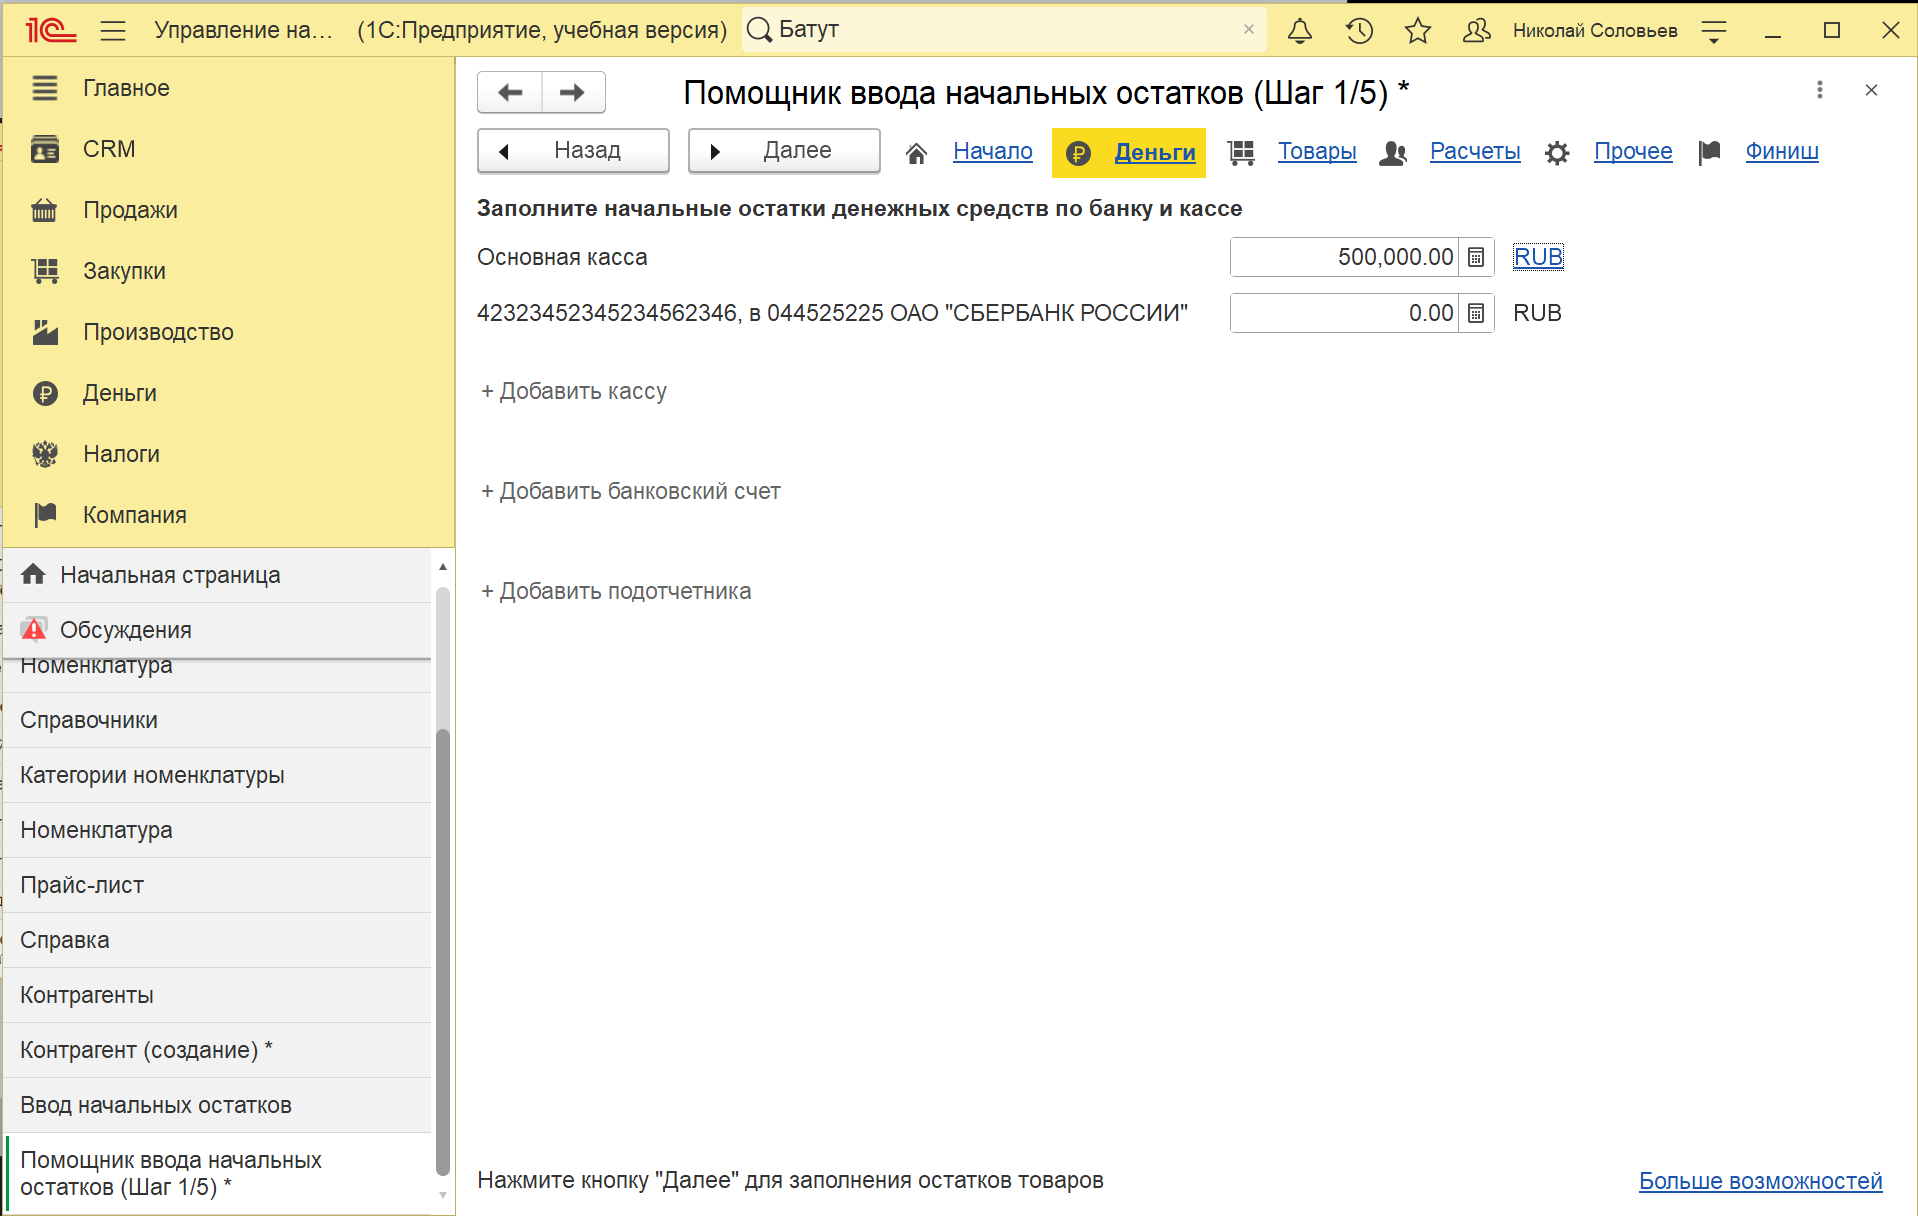 1С Управление на... (1С:Предприятие, учебная версия) Батут Николай Соловьев
Главное
CRM
Продажи
Закупки
Производство
Деньги
Налоги
Компания
Начальная страница
Обсуждения
Номенклатура
Справочники
Категории номенклатуры
Номенклатура
Прайс-лист
Справка
Контрагенты
Контрагент (создание) *
Ввод начальных остатков
Помощник ввода начальных
остатков (Шаг 1/5) *
Помощник ввода начальных остатков (Шаг 1/5) *
Назад Далее Начало Деньги Товары Расчеты Прочее Финиш
Заполните начальные остатки денежных средств по банку и кассе
Основная касса 500,000.00 RUB
42323452345234562346, в 044525225 ОАО "СБЕРБАНК РОССИИ" 0.00 RUB
+ Добавить кассу
+ Добавить банковский счет
+ Добавить подотчетника
Нажмите кнопку "Далее" для заполнения остатков товаров Больше возможностей